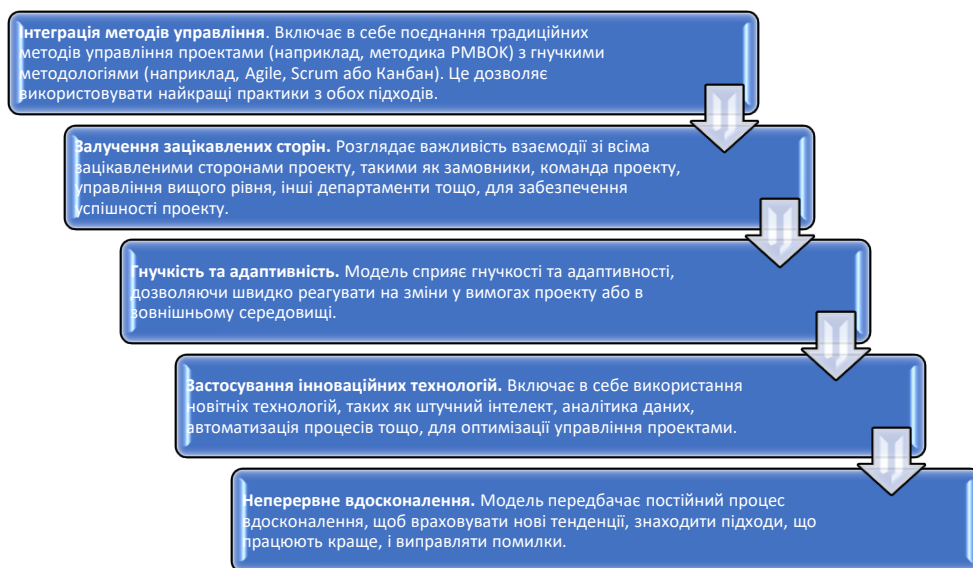 Інтеграція методів управління. Включає в себе поєднання традиційних
методів управління проектами (наприклад, методика PMBOK) з гнучкими
методологіями (наприклад, Agile, Scrum або Канбан). Це дозволяє
використовувати найкращі практики з обох підходів.
Залучення зацікавлених сторін. Розглядає важливість взаємодії зі всіма
зацікавленими сторонами проекту, такими як замовники, команда проекту,
управління вищого рівня, інші департаменти тощо, для забезпечення
успішності проекту.
Гнучкість та адаптивність. Модель сприяє гнучкості та адаптивності,
дозволяючи швидко реагувати на зміни у вимогах проекту або в
зовнішньому середовищі.
Застосування інноваційних технологій. Включає в себе використання
новітніх технологій, таких як штучний інтелект, аналітика даних,
автоматизація процесів тощо, для оптимізації управління проектами.
Неперервне вдосконалення. Модель передбачає постійний процес
вдосконалення, щоб враховувати нові тенденції, знаходити підходи, що
працюють краще, і виправляти помилки.